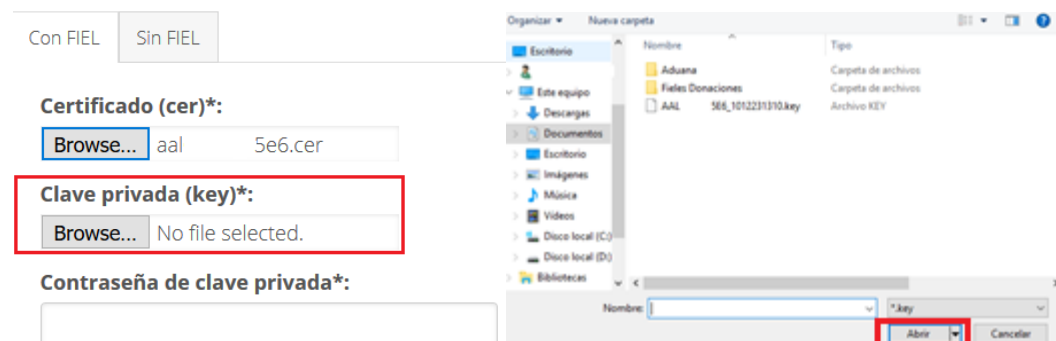 Con FIEL
Sin FIEL
Certificado (cer)*:
Browse... aal 5e6.cer
Clave privada (key)*:
Browse... No file selected.
Contraseña de clave privada*:
Organizar Nueva carpeta
Escritorio
Este equipo
Descargas
Documentos
Escritorio
Imágenes
Música
Vídeos
Disco local (C:)
Disco local (D:)
Bibliotecas
Nombre Tipo
Aduana Carpeta de archivos
Fieles Donaciones Carpeta de archivos
AAL 5E6_1012231310.key Archivo KEY
Nombre: *.key
Abrir Cancelar